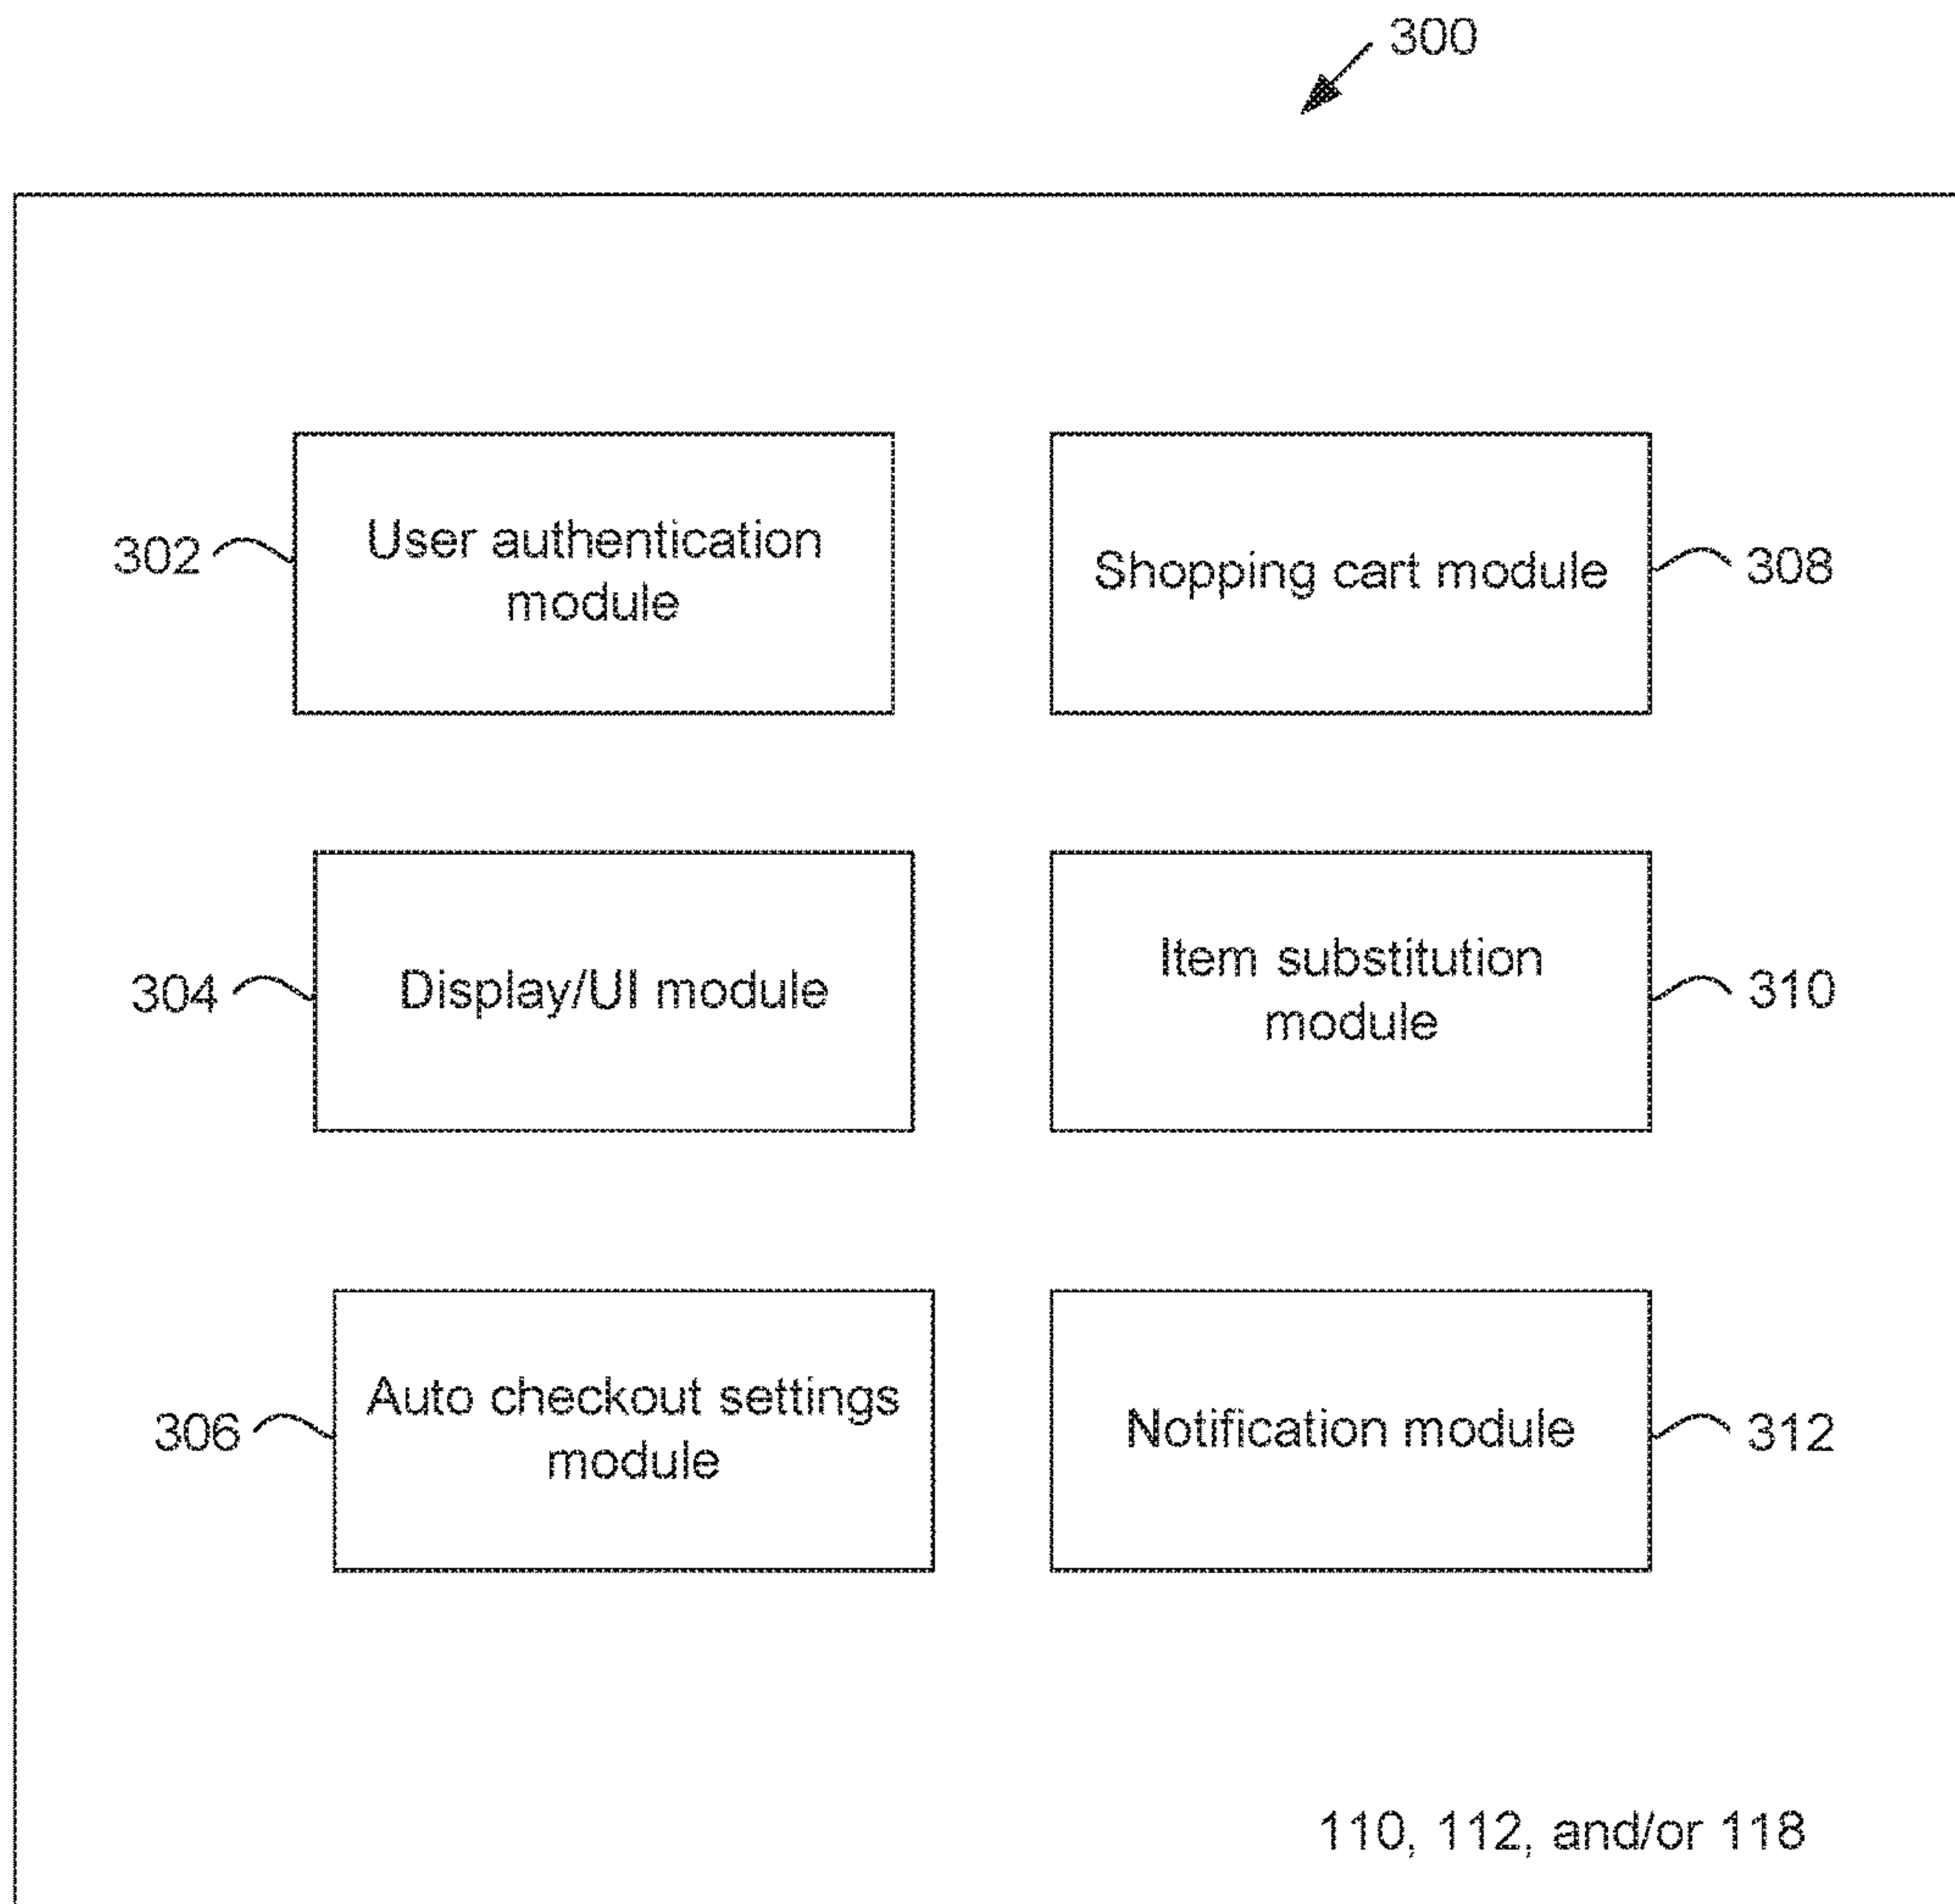 300
302
User authentication
module
Shopping cart module
308
304
Display/UI module
Item substitution
module
310
306
Auto checkout settings
module
Notification module
312
110, 112, and/or 118